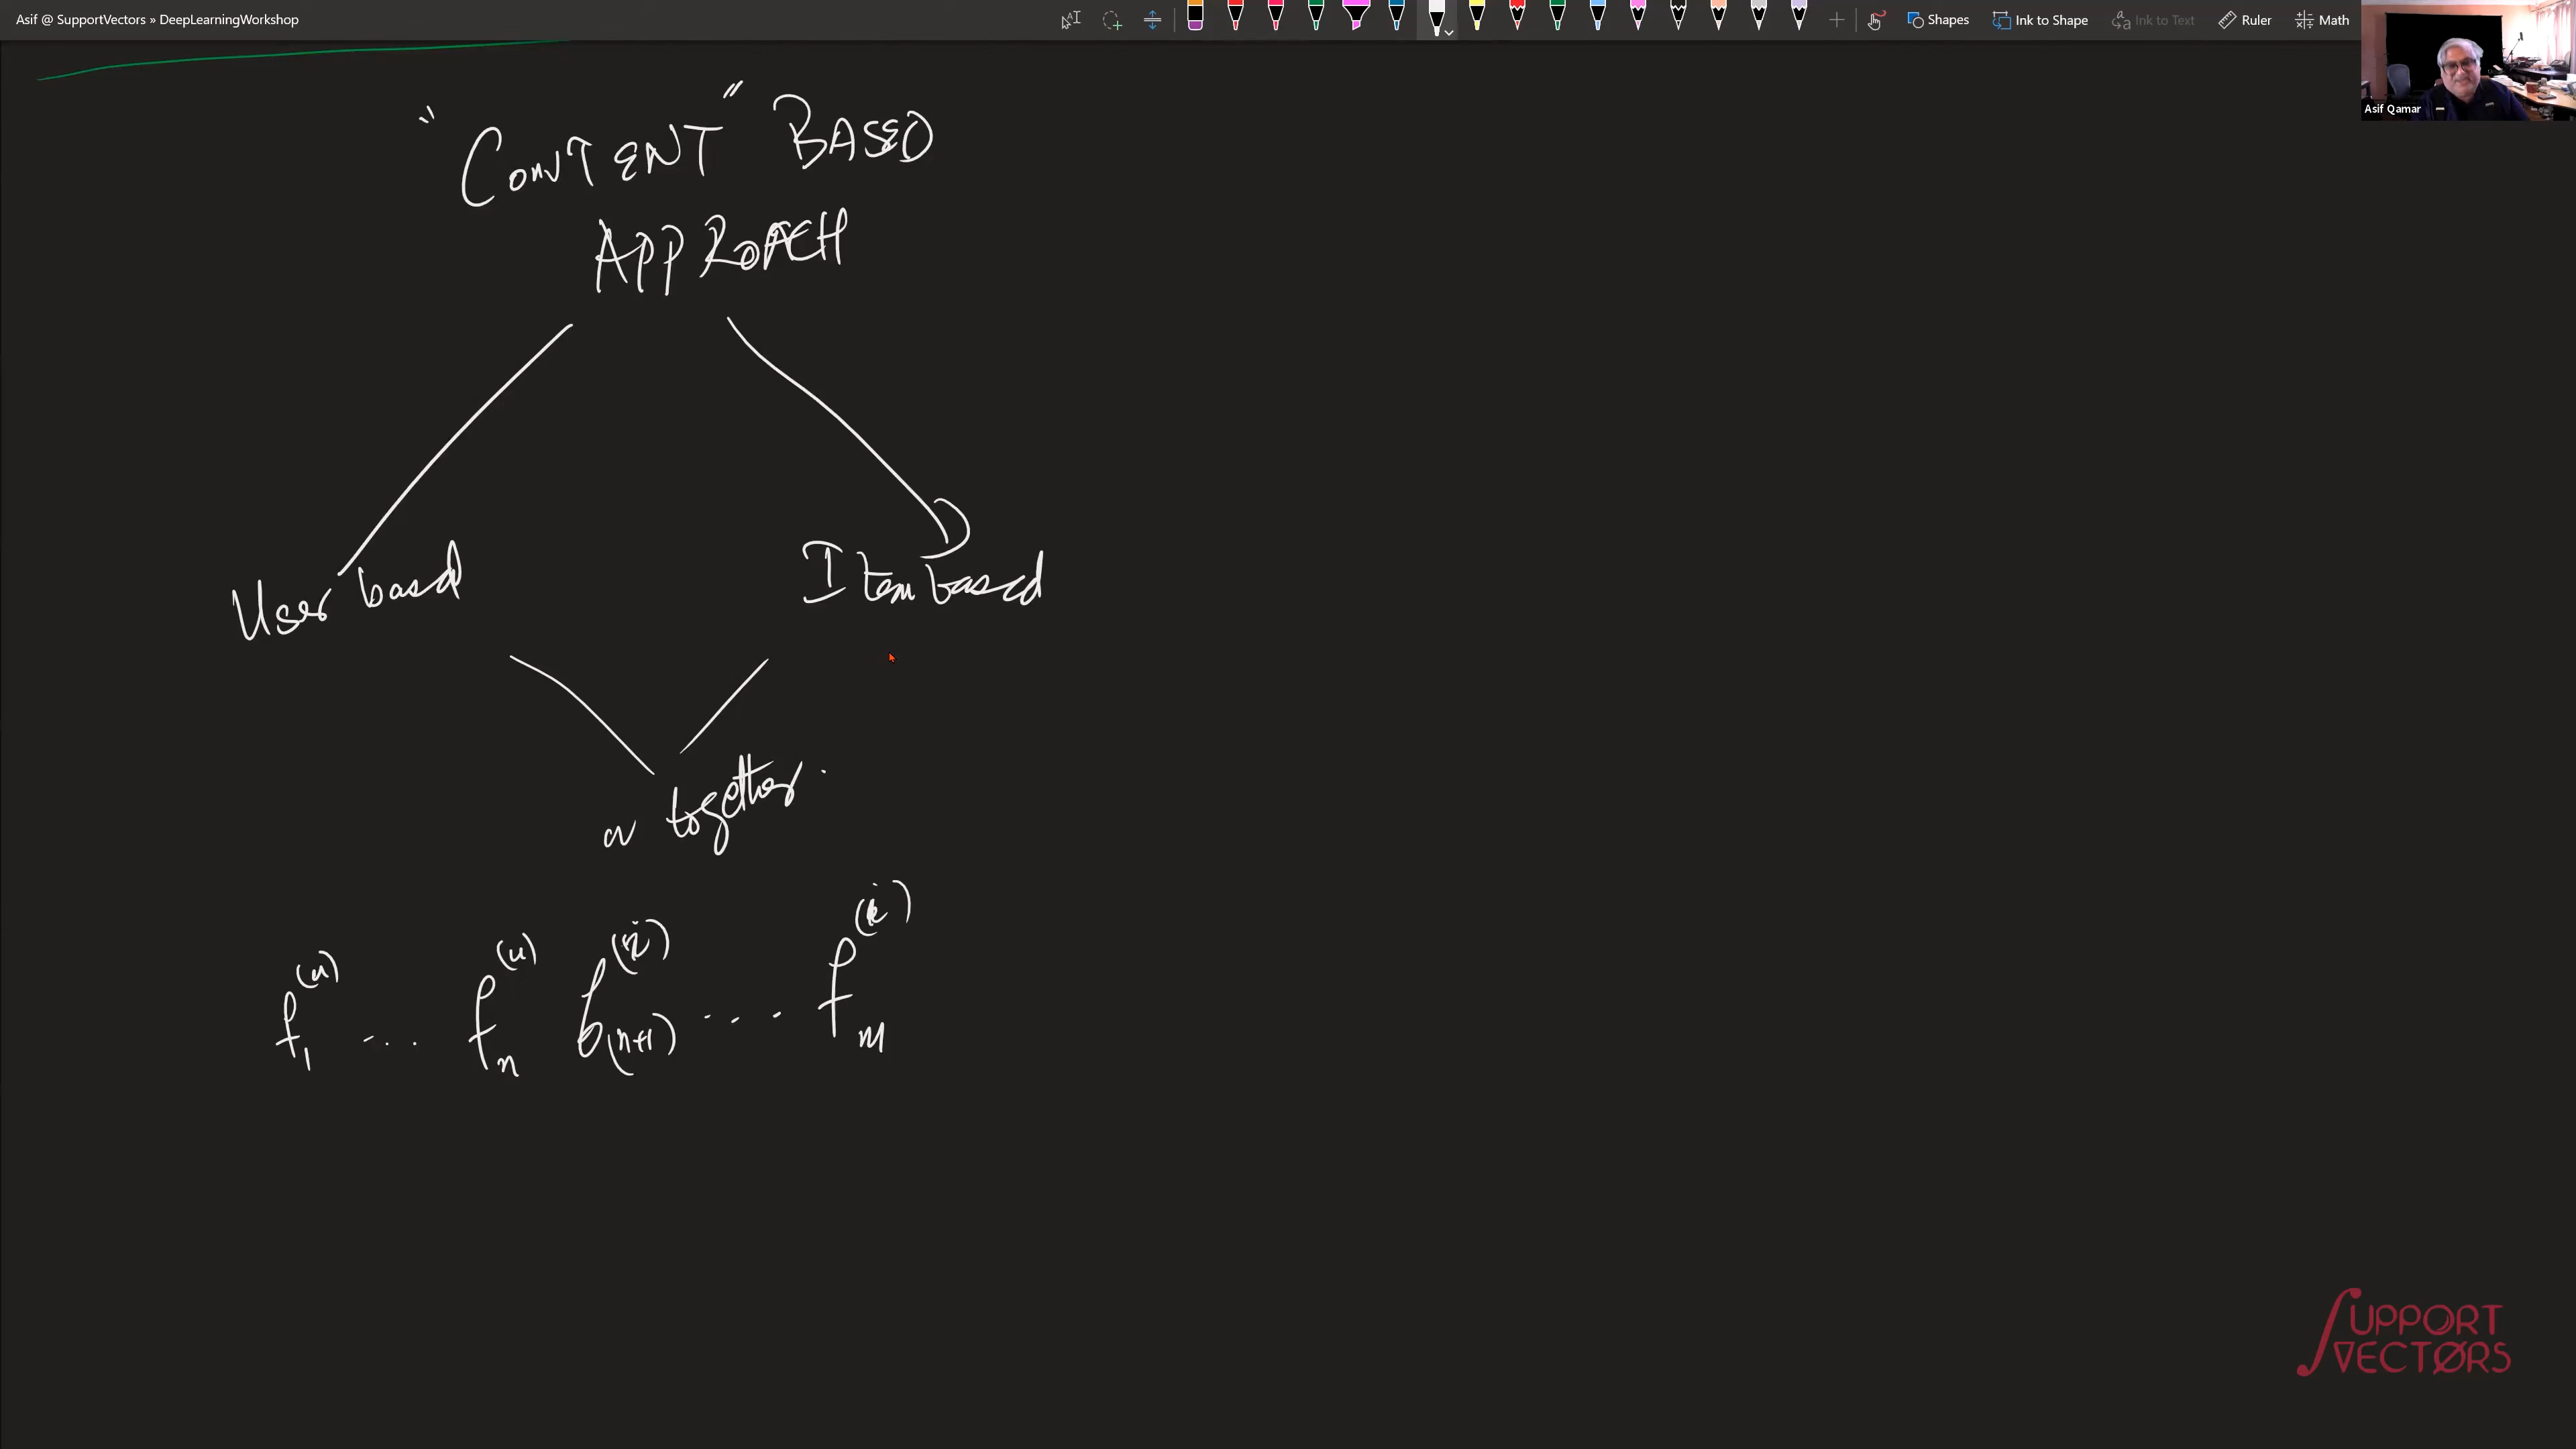 Asif @ SupportVectors » DeepLearningWorkshop
Shapes
Ink to Shape
Ink to Text
Ruler
Math
Asif Qamar
"CONTENT" BASED
APPROACH
User based
Item based
or together.
f₁⁽ᵘ⁾ ... fₙ⁽ᵘ⁾ f₍ₙ₊₁₎⁽ⁱ⁾ ... fₘ⁽ⁱ⁾
SUPPORT
VECTORS